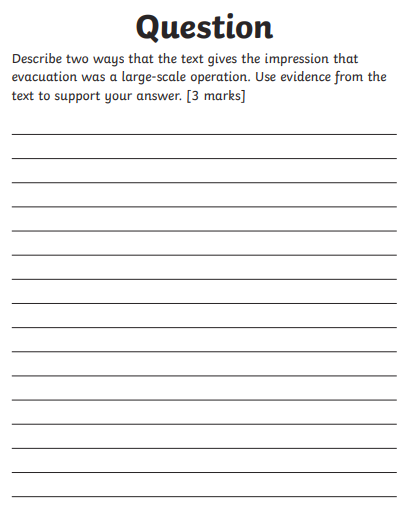 Question
Describe two ways that the text gives the impression that
evacuation was a large-scale operation. Use evidence from the
text to support your answer. [3 marks]